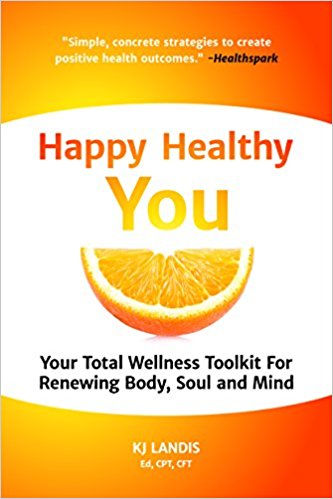 "Simple, concrete strategies to create
positive health outcomes." -Healthspark
Happy Healthy
You
Your Total Wellness Toolkit For
Renewing Body, Soul and Mind
KJ LANDIS
Ed, CPT, CFT